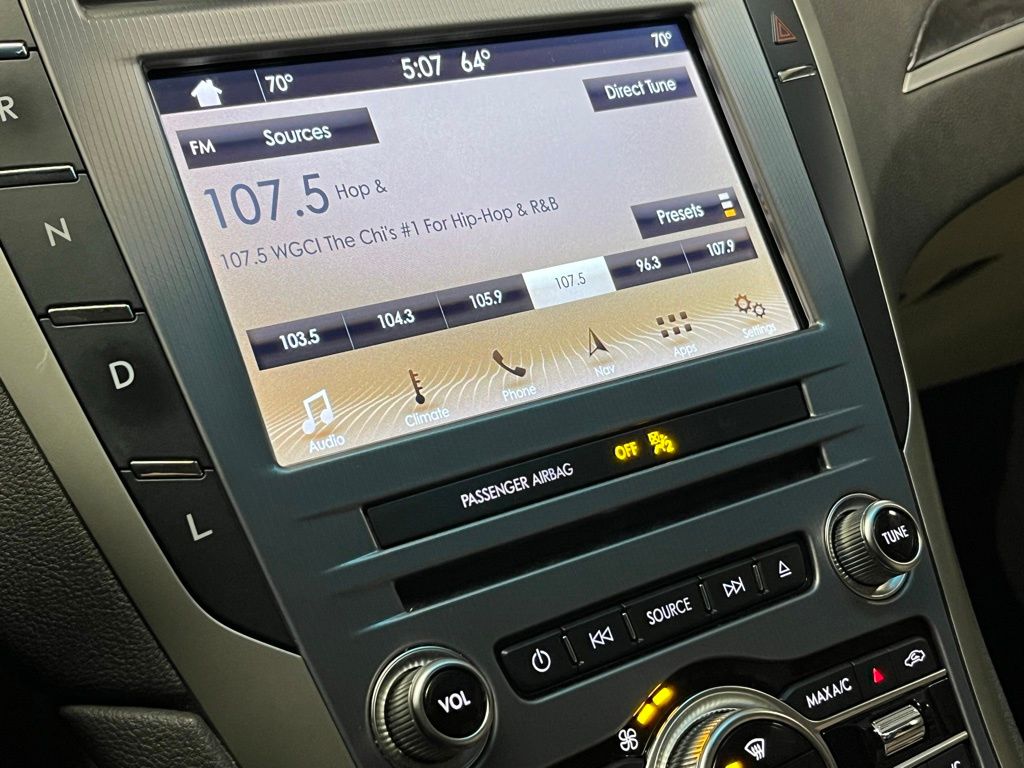 70° 5:07 64° 70°
FM Sources Direct Tune
107.5 Hop &
107.5 WGCI The Chi's #1 For Hip-Hop & R&B
Presets
103.5 104.3 105.9 107.5 96.3 107.9
Audio Climate Phone Nav Apps Settings
R
N
D
L
PASSENGER AIRBAG OFF
TUNE
SOURCE
VOL
MAX A/C